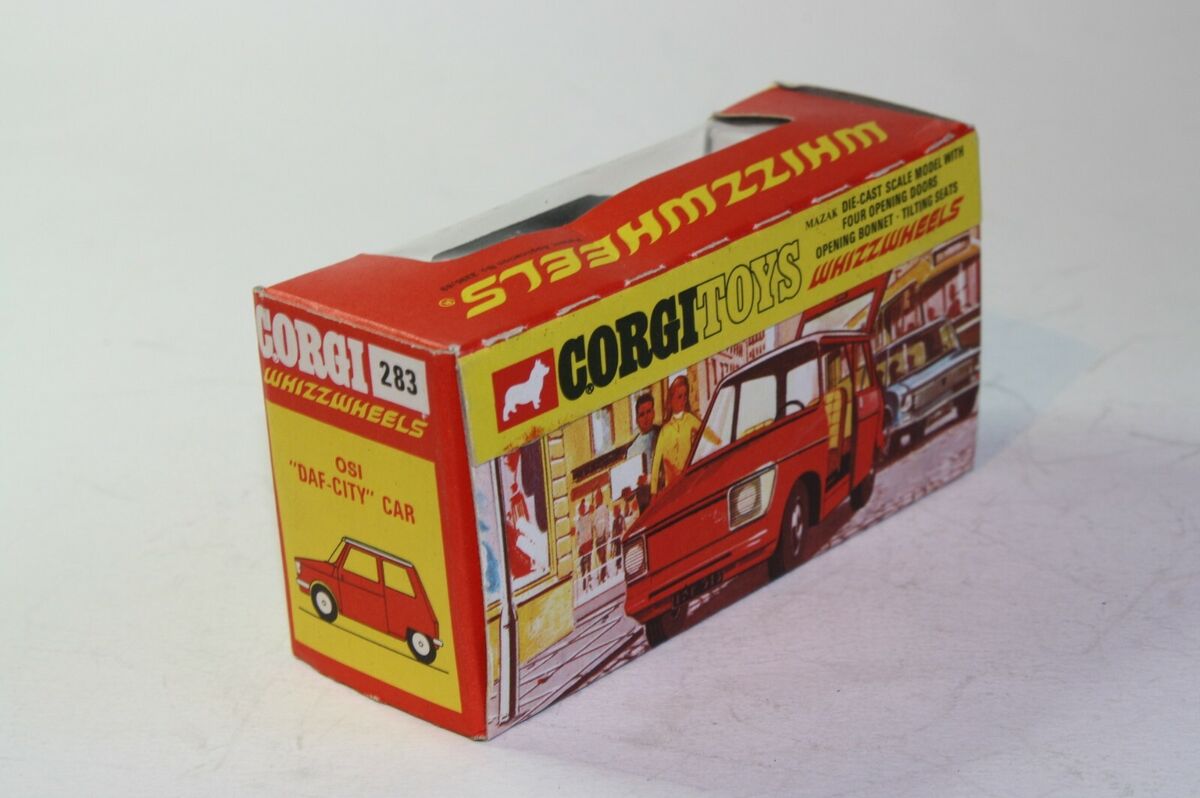 WHIZZWHEELS®
CORGI
283
WHIZZWHEELS
OSI
"DAF-CITY" CAR
CORGI TOYS
MAZAK DIE-CAST SCALE MODEL WITH
FOUR OPENING DOORS
OPENING BONNET · TILTING SEATS
WHIZZWHEELS